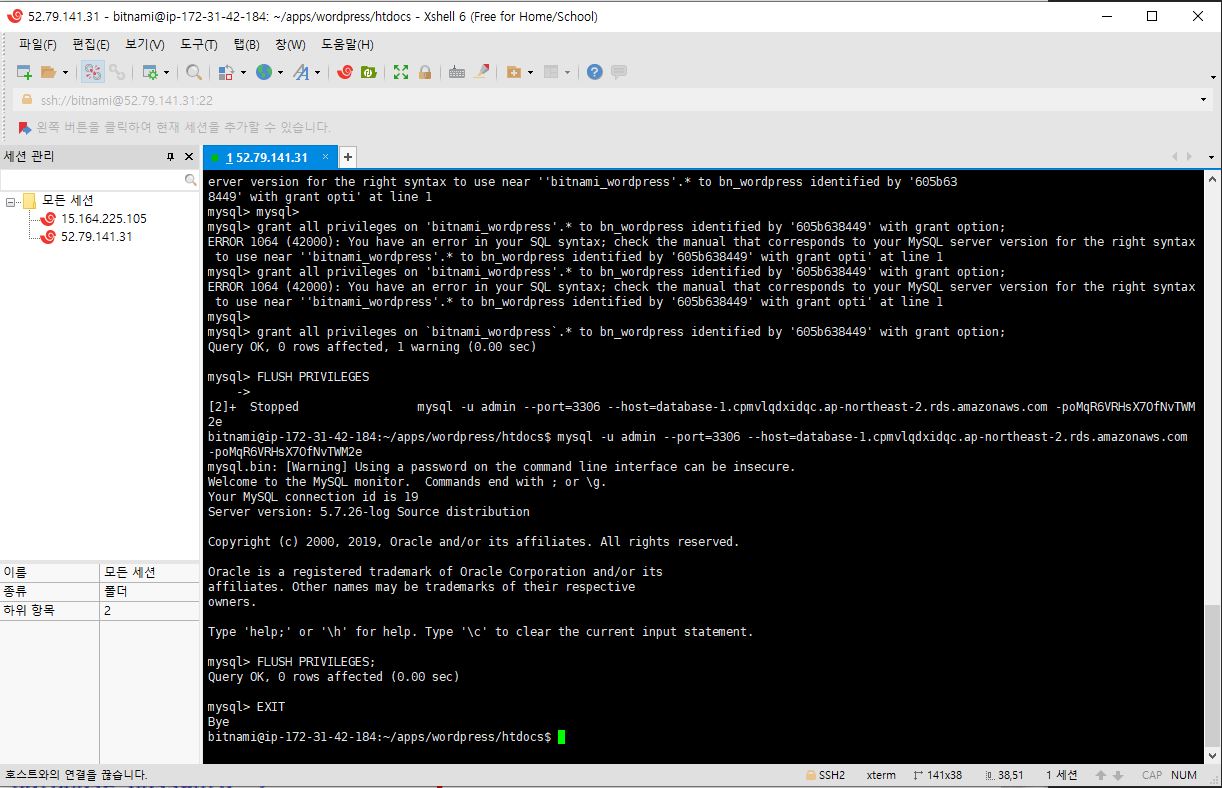 52.79.141.31 - bitnami@ip-172-31-42-184: ~/apps/wordpress/htdocs - Xshell 6 (Free for Home/School)
파일(F) 편집(E) 보기(V) 도구(T) 탭(B) 창(W) 도움말(H)
ssh://bitnami@52.79.141.31:22
왼쪽 버튼을 클릭하여 현재 세션을 추가할 수 있습니다.
세션 관리
모든 세션
15.164.225.105
52.79.141.31
이름 모든 세션
종류 폴더
하위 항목 2
1 52.79.141.31
erver version for the right syntax to use near ''bitnami_wordpress'.* to bn_wordpress identified by '605b63
8449' with grant opti' at line 1
mysql> mysql>
mysql> grant all privileges on 'bitnami_wordpress'.* to bn_wordpress identified by '605b638449' with grant option;
ERROR 1064 (42000): You have an error in your SQL syntax; check the manual that corresponds to your MySQL server version for the right syntax
to use near ''bitnami_wordpress'.* to bn_wordpress identified by '605b638449' with grant opti' at line 1
mysql> grant all privileges on 'bitnami_wordpress'.* to bn_wordpress identified by '605b638449' with grant option;
ERROR 1064 (42000): You have an error in your SQL syntax; check the manual that corresponds to your MySQL server version for the right syntax
to use near ''bitnami_wordpress'.* to bn_wordpress identified by '605b638449' with grant opti' at line 1
mysql>
mysql> grant all privileges on `bitnami_wordpress`.* to bn_wordpress identified by '605b638449' with grant option;
Query OK, 0 rows affected, 1 warning (0.00 sec)
mysql> FLUSH PRIVILEGES
->
[2]+ Stopped mysql -u admin --port=3306 --host=database-1.cpmvlqdxidqc.ap-northeast-2.rds.amazonaws.com -poMqR6VRHsX7OfNvTWM
2e
bitnami@ip-172-31-42-184:~/apps/wordpress/htdocs$ mysql -u admin --port=3306 --host=database-1.cpmvlqdxidqc.ap-northeast-2.rds.amazonaws.com
-poMqR6VRHsX7OfNvTWM2e
mysql.bin: [Warning] Using a password on the command line interface can be insecure.
Welcome to the MySQL monitor. Commands end with ; or \g.
Your MySQL connection id is 19
Server version: 5.7.26-log Source distribution
Copyright (c) 2000, 2019, Oracle and/or its affiliates. All rights reserved.
Oracle is a registered trademark of Oracle Corporation and/or its
affiliates. Other names may be trademarks of their respective
owners.
Type 'help;' or '\h' for help. Type '\c' to clear the current input statement.
mysql> FLUSH PRIVILEGES;
Query OK, 0 rows affected (0.00 sec)
mysql> EXIT
Bye
bitnami@ip-172-31-42-184:~/apps/wordpress/htdocs$
호스트와의 연결을 끊습니다. SSH2 xterm 141x38 38,51 1 세션 CAP NUM